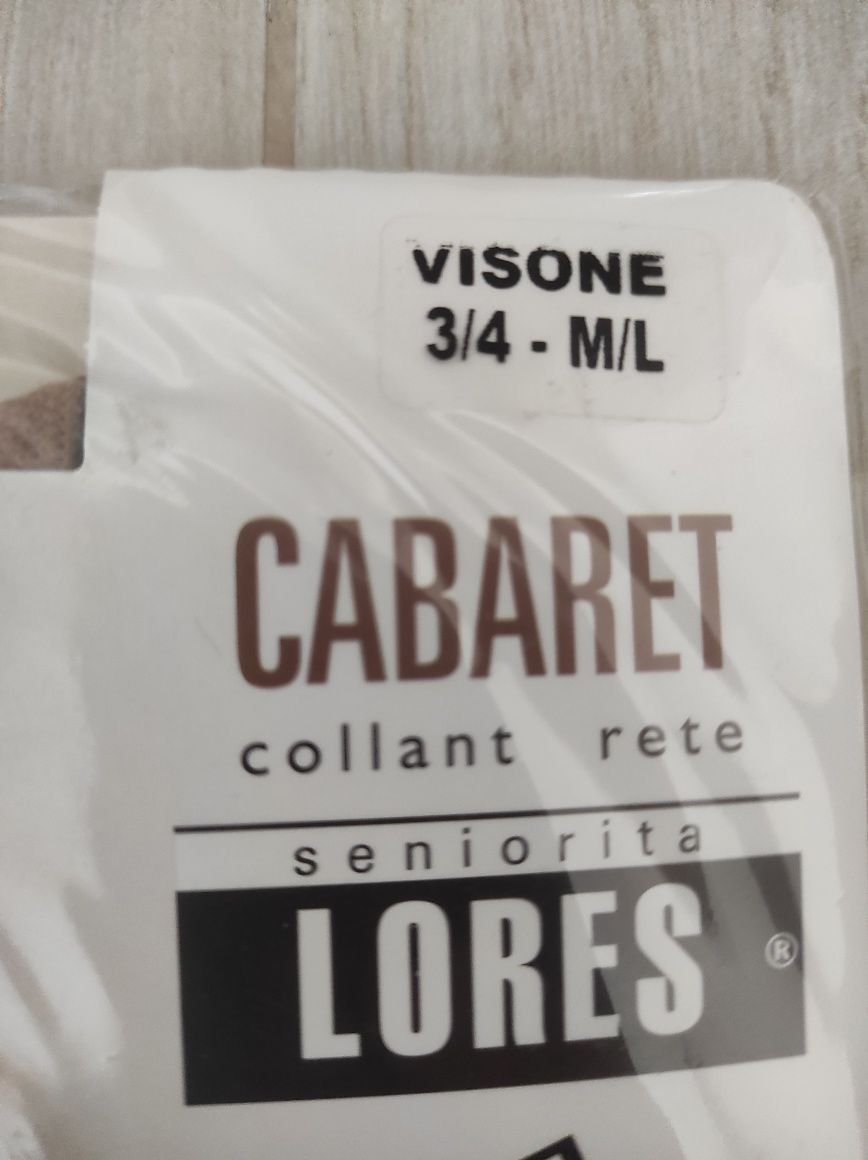 VISONE
3/4 - M/L
CABARET
collant rete
seniorita
LORES ®